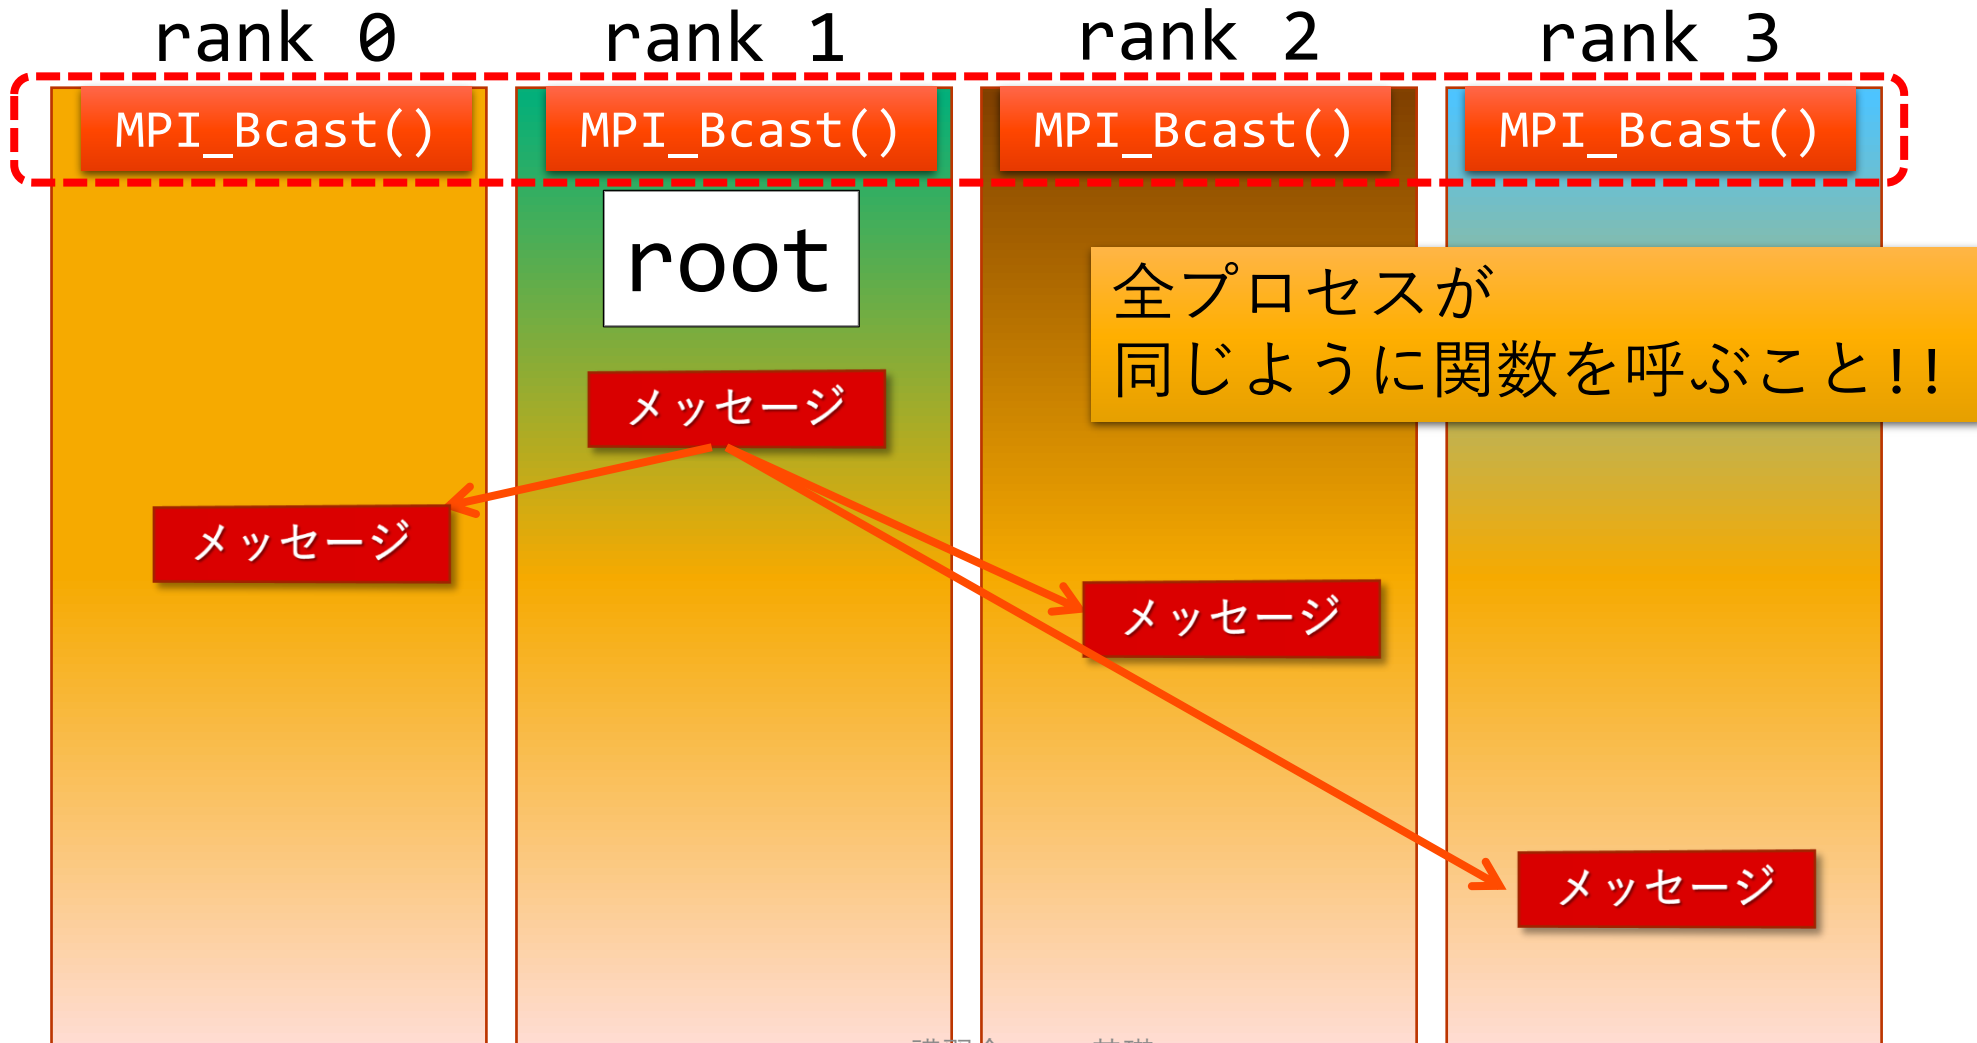 rank 0
rank 1
rank 2
rank 3
MPI_Bcast()
MPI_Bcast()
MPI_Bcast()
MPI_Bcast()
root
全プロセスが
同じように関数を呼ぶこと!!
メッセージ
メッセージ
メッセージ
メッセージ